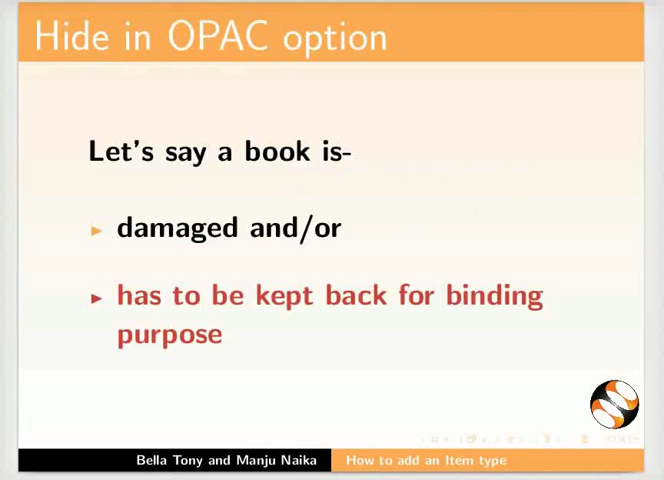 Hide in OPAC option
Let's say a book is-
damaged and/or
has to be kept back for binding
purpose
Bella Tony and Manju Naika
How to add an Item type